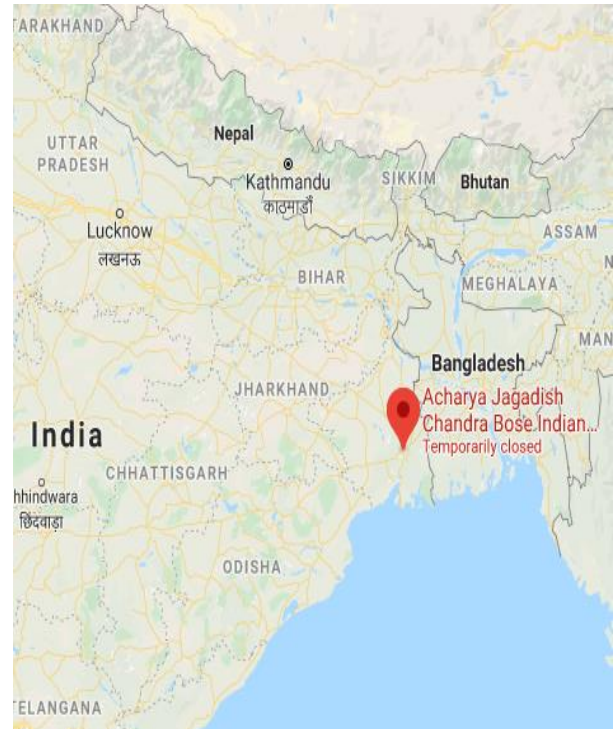 TARAKHAND
Nepal
UTTAR
PRADESH
Kathmandu
काठमाडौँ
SIKKIM
Bhutan
Lucknow
लखनऊ
ASSAM
BIHAR
MEGHALAYA
N
MAN
Bangladesh
JHARKHAND
Acharya Jagadish
Chandra Bose Indian...
Temporarily closed
India
CHHATTISGARH
hhindwara
छिंदवाड़ा
ODISHA
TELANGANA